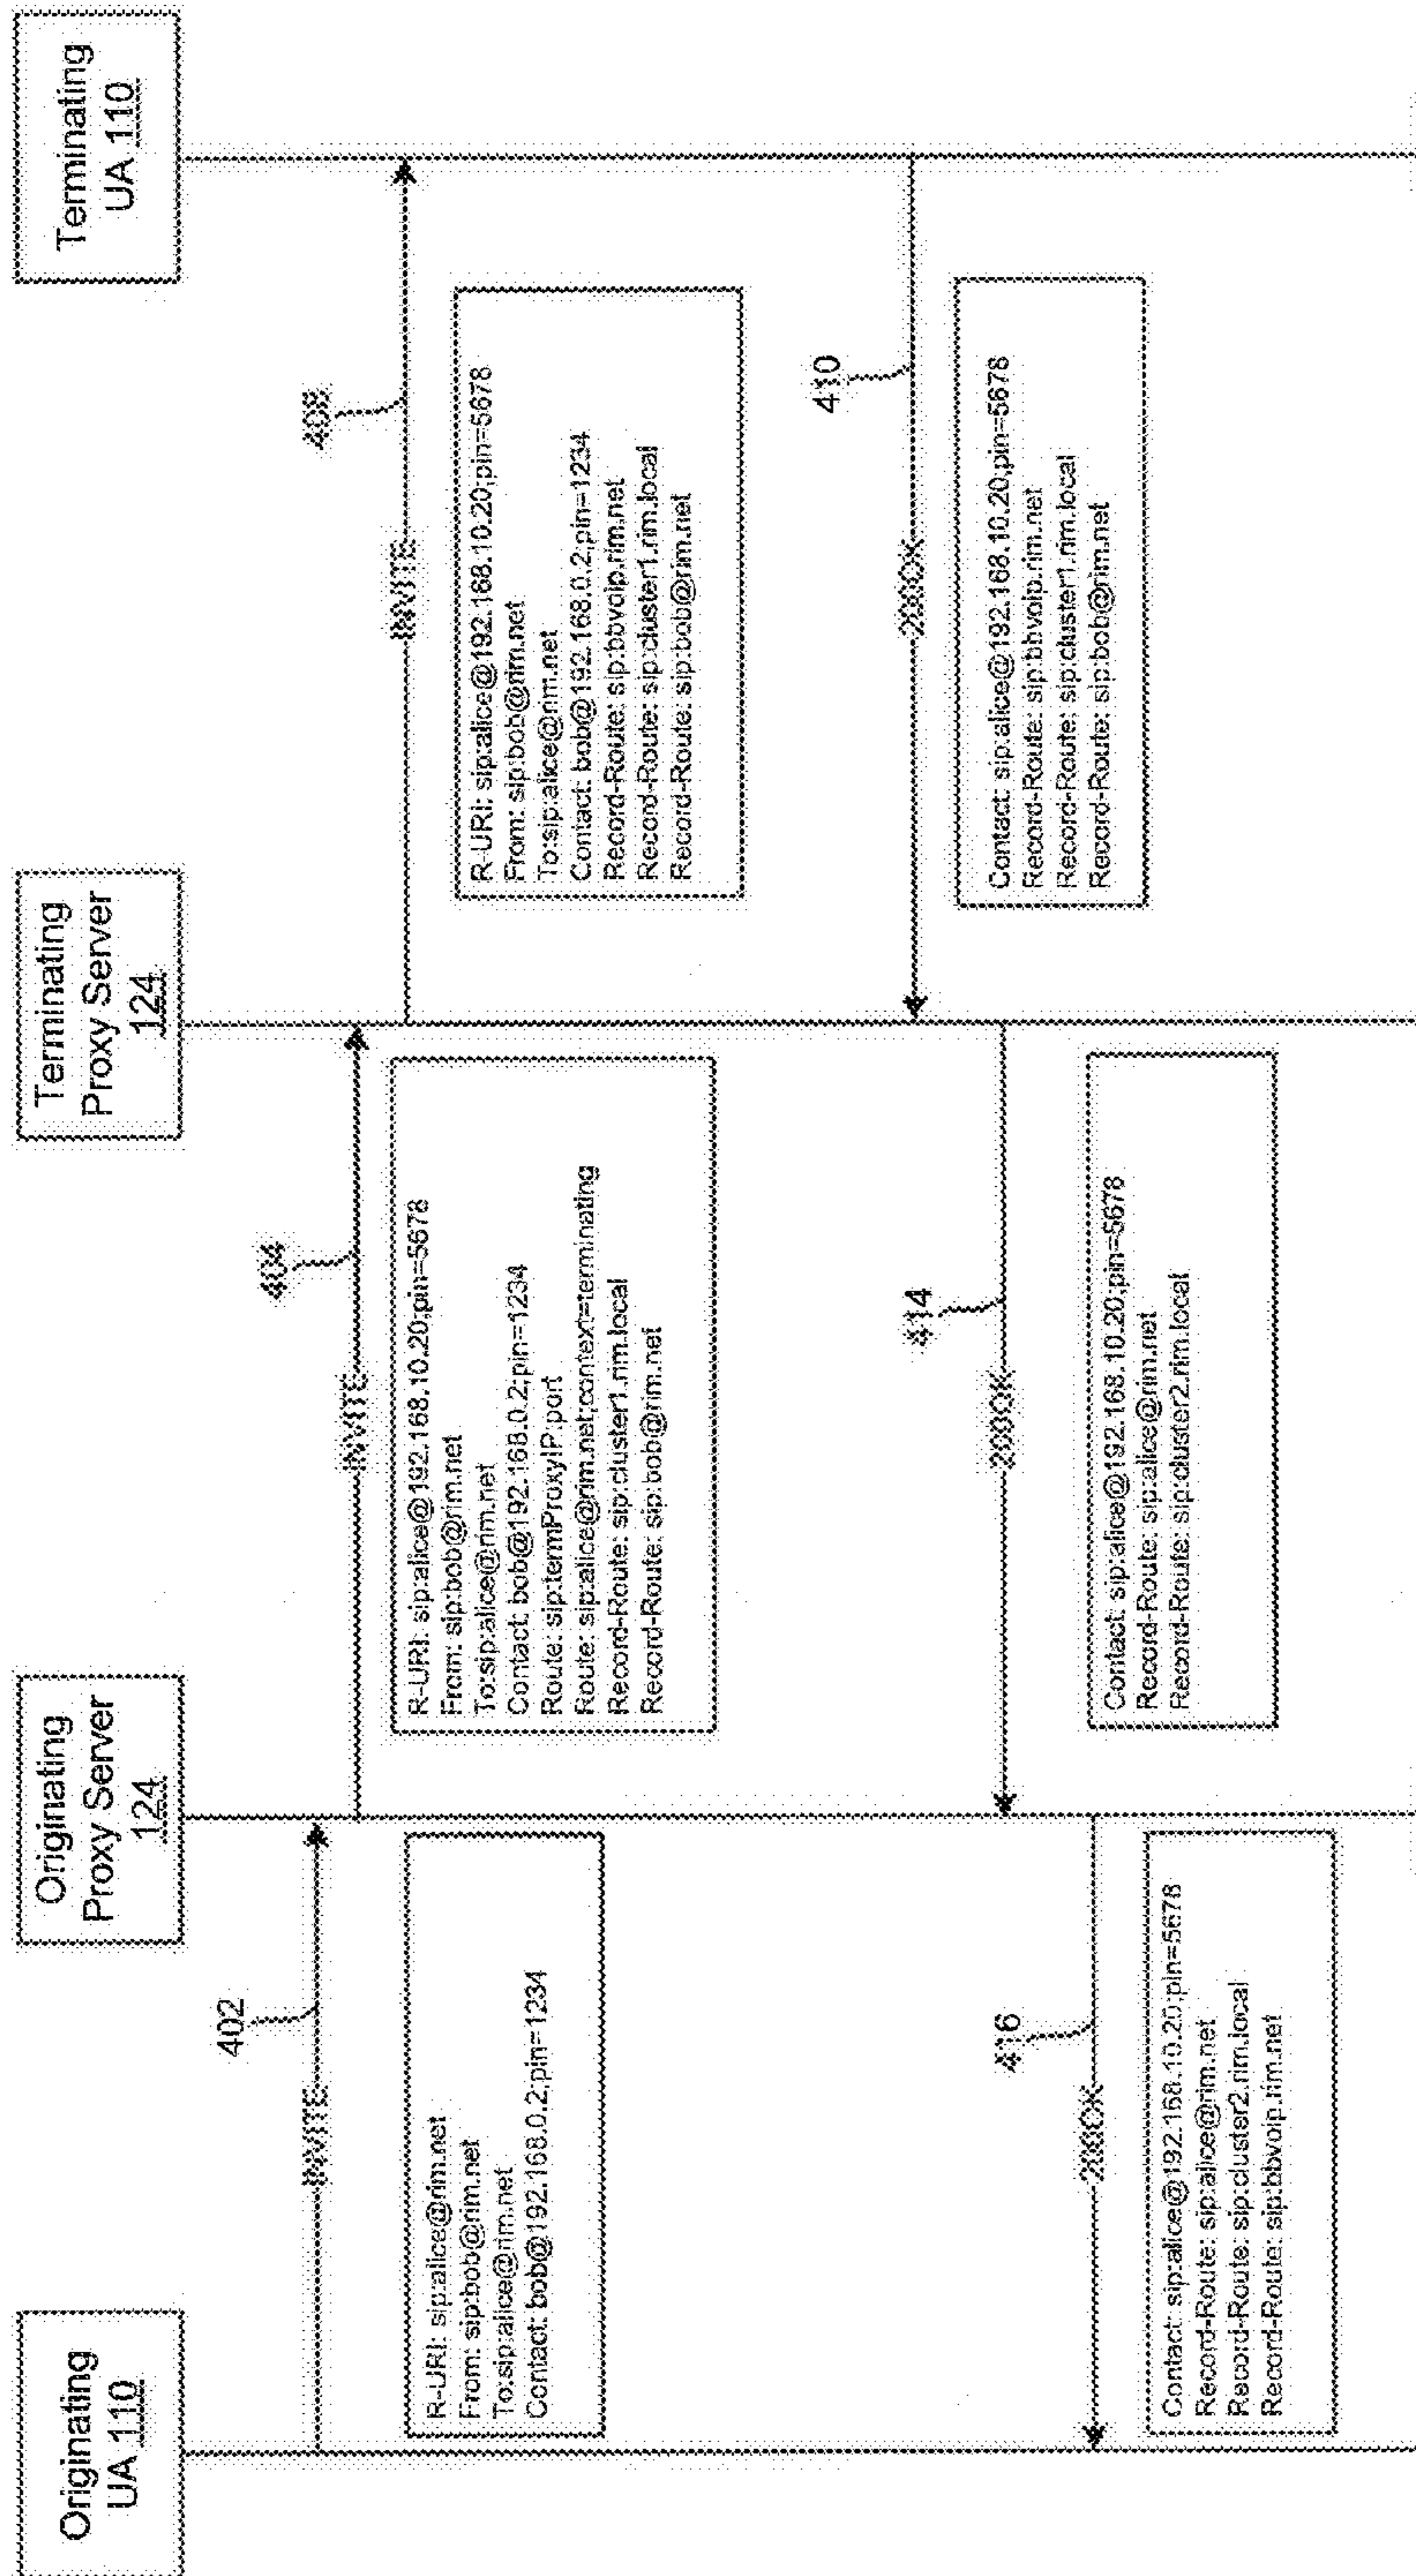 Originating
UA 110
Originating
Proxy Server
124
Terminating
Proxy Server
124
Terminating
UA 110
402
INVITE
R-URI: sip:alice@rim.net
From: sip:bob@rim.net
To:sip:alice@rim.net
Contact: bob@192.168.0.2;pin=1234
404
INVITE
R-URI: sip:alice@192.168.10.20;pin=5678
From: sip:bob@rim.net
To:sip:alice@rim.net
Contact: bob@192.168.0.2;pin=1234
Route: sip:termProxyIP:port
Route: sip:alice@rim.net;context=terminating
Record-Route: sip:cluster1.rim.local
Record-Route: sip:bob@rim.net
408
INVITE
R-URI: sip:alice@192.168.10.20;pin=5678
From: sip:bob@rim.net
To:sip:alice@rim.net
Contact: bob@192.168.0.2;pin=1234
Record-Route: sip:bbvoip.rim.net
Record-Route: sip:cluster1.rim.local
Record-Route: sip:bob@rim.net
410
200OK
Contact: sip:alice@192.168.10.20;pin=5678
Record-Route: sip:bbvoip.rim.net
Record-Route: sip:cluster1.rim.local
Record-Route: sip:bob@rim.net
414
200OK
Contact: sip:alice@192.168.10.20;pin=5678
Record-Route: sip:alice@rim.net
Record-Route: sip:cluster2.rim.local
416
200OK
Contact: sip:alice@192.168.10.20;pin=5678
Record-Route: sip:alice@rim.net
Record-Route: sip:cluster2.rim.local
Record-Route: sip:bbvoip.rim.net